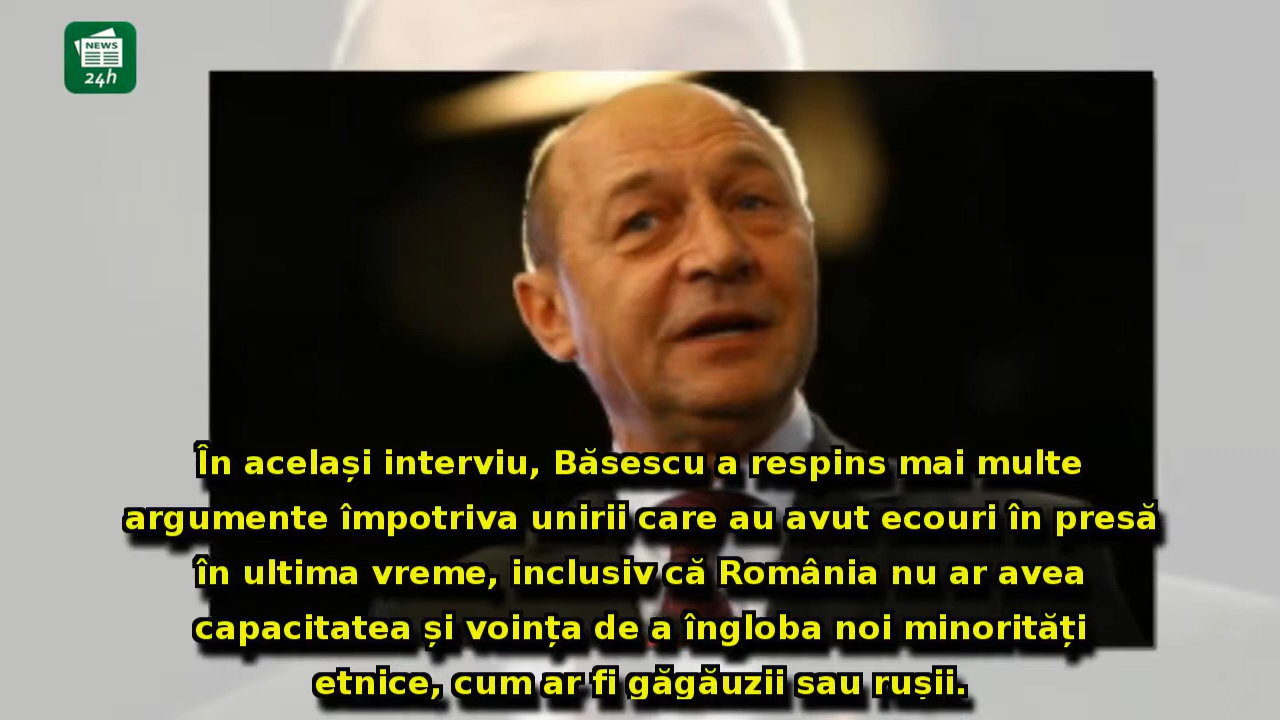 NEWS
24h
În același interviu, Băsescu a respins mai multe
argumente împotriva unirii care au avut ecouri în presă
în ultima vreme, inclusiv că România nu ar avea
capacitatea și voința de a îngloba noi minorități
etnice, cum ar fi găgăuzii sau rușii.